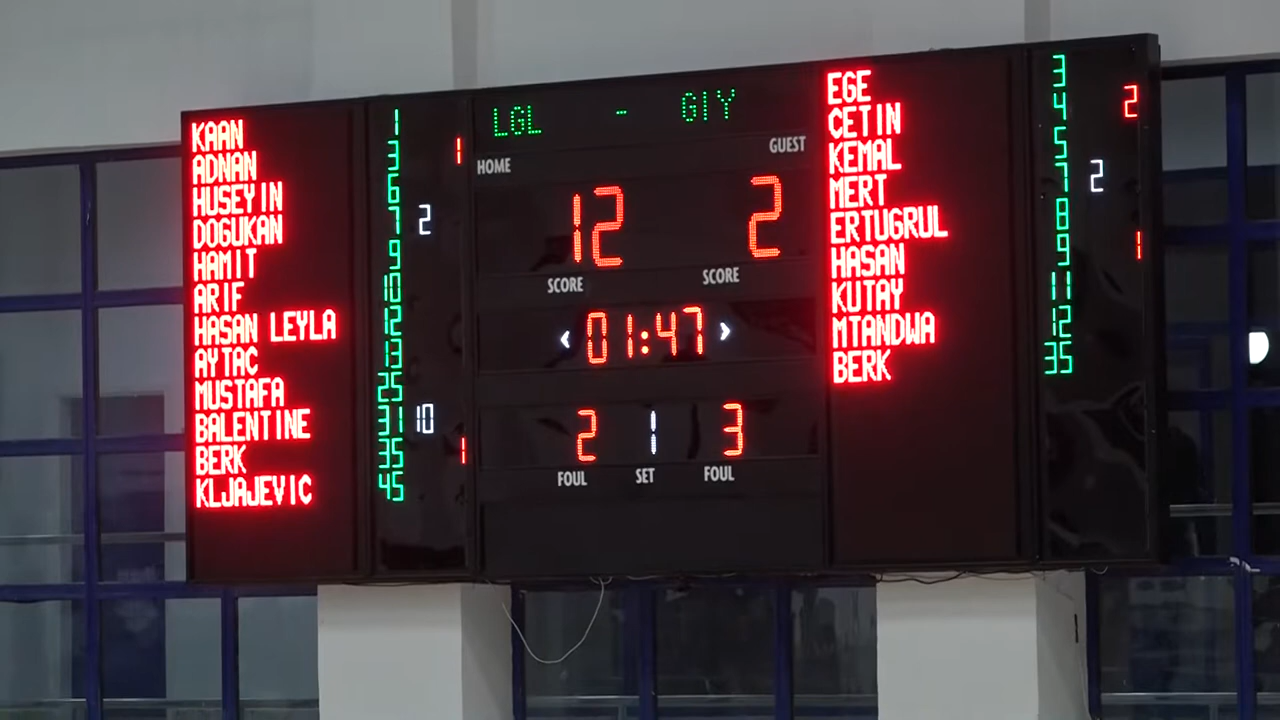 KAAN
ADNAN
HUSEYIN
DOGUKAN
HAMIT
ARIF
HASAN LEYLA
AYTAC
MUSTAFA
BALENTINE
BERK
KLJAJEVIC
1
3
6
7
9
10
12
13
25
31
35
45
1
2
10
1
LGL - GIY
HOME GUEST
12 2
SCORE SCORE
‹ 01:47 ›
2 1 3
FOUL SET FOUL
EGE
CETIN
KEMAL
MERT
ERTUGRUL
HASAN
KUTAY
MTANDWA
BERK
3
4
5
7
8
9
11
12
35
2
2
1